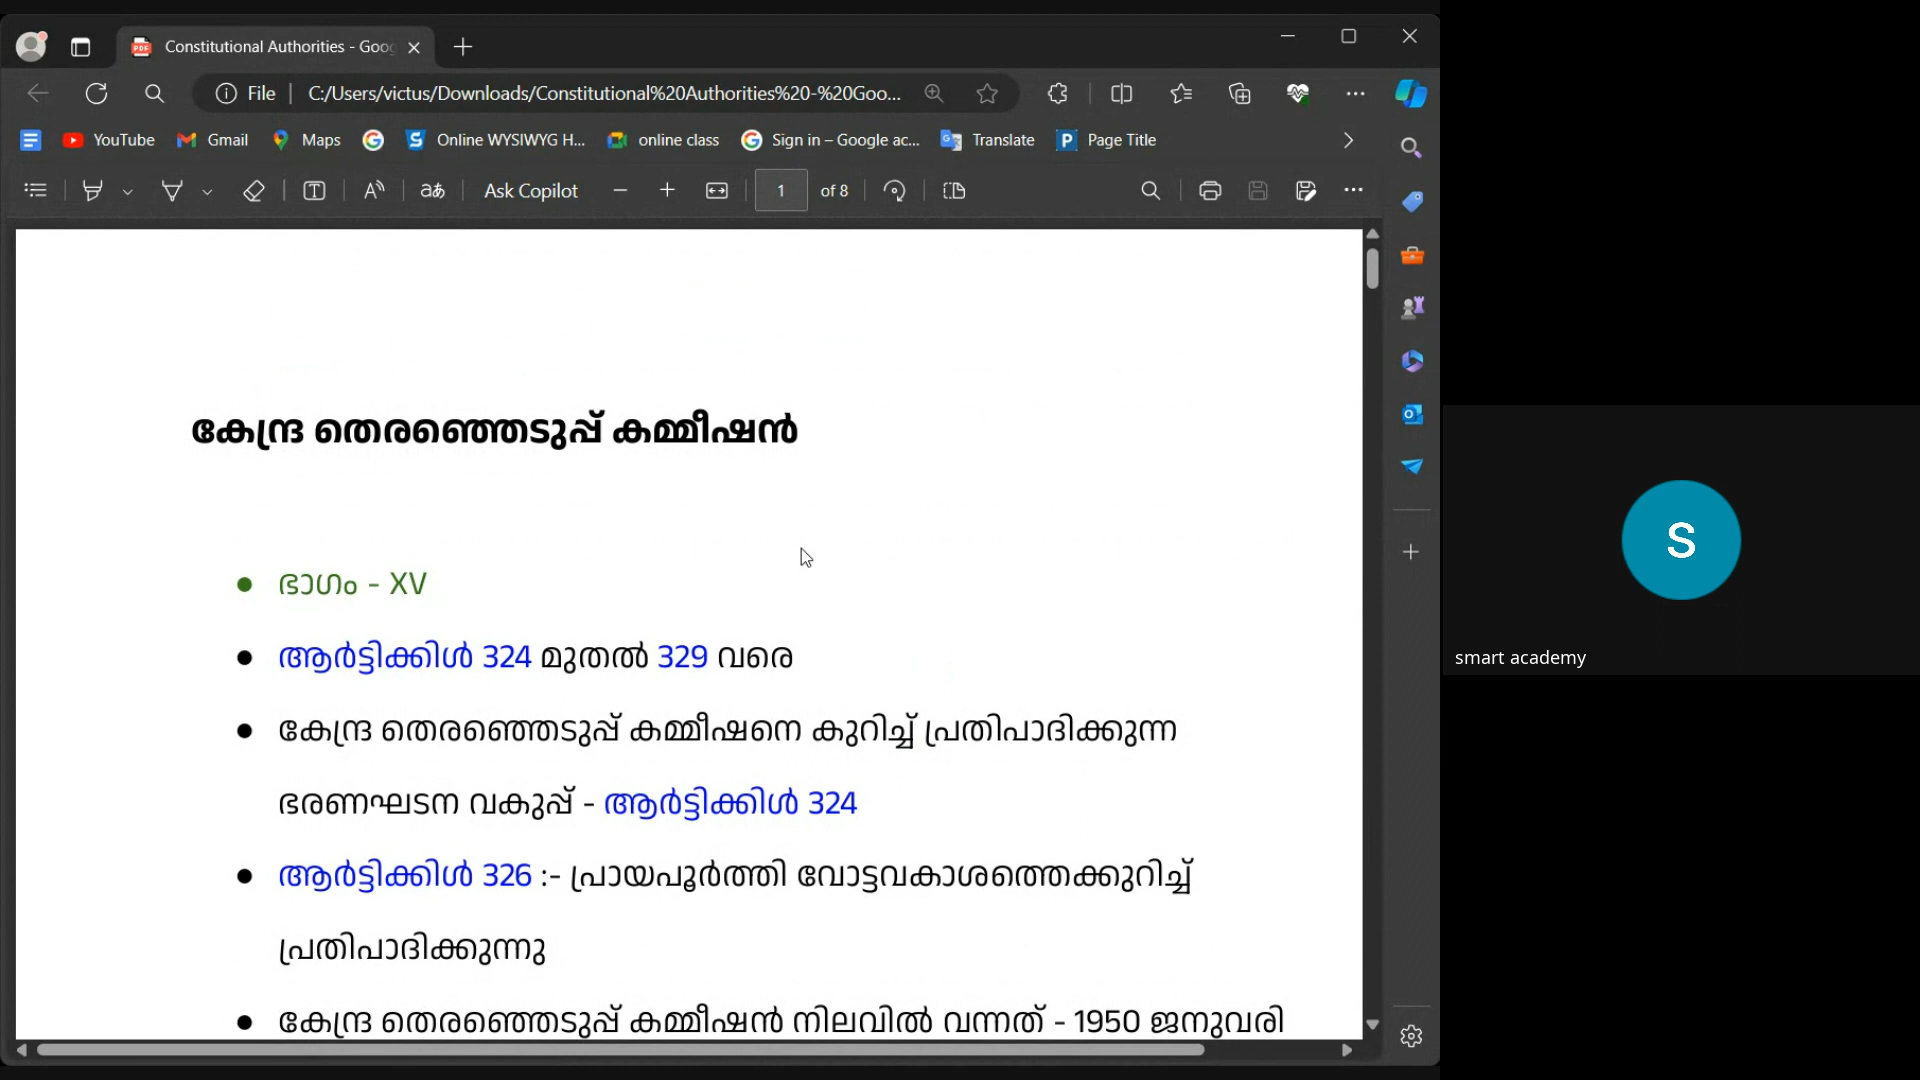 Constitutional Authorities - Goo
File
C:/Users/victus/Downloads/Constitutional%20Authorities%20-%20Goo...
YouTube
Gmail
Maps
Online WYSIWYG H...
online class
Sign in – Google ac...
Translate
Page Title
Ask Copilot
1 of 8
കേന്ദ്ര തെരഞ്ഞെടുപ്പ് കമ്മീഷൻ
● ഭാഗം - XV
● ആർട്ടിക്കിൾ 324 മുതൽ 329 വരെ
● കേന്ദ്ര തെരഞ്ഞെടുപ്പ് കമ്മീഷനെ കുറിച്ച് പ്രതിപാദിക്കുന്ന
ഭരണഘടന വകുപ്പ് - ആർട്ടിക്കിൾ 324
● ആർട്ടിക്കിൾ 326 :- പ്രായപൂർത്തി വോട്ടവകാശത്തെക്കുറിച്ച്
പ്രതിപാദിക്കുന്നു
● കേന്ദ്ര തെരഞ്ഞെടുപ്പ് കമ്മീഷൻ നിലവിൽ വന്നത് - 1950 ജനുവരി
S
smart academy